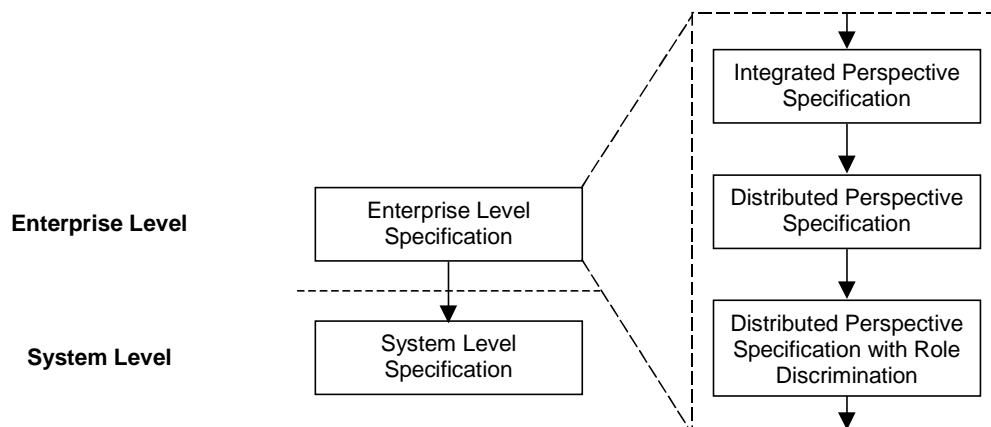 Enterprise Level
Enterprise Level
Specification
System Level
System Level
Specification
Integrated Perspective
Specification
Distributed Perspective
Specification
Distributed Perspective
Specification with Role
Discrimination